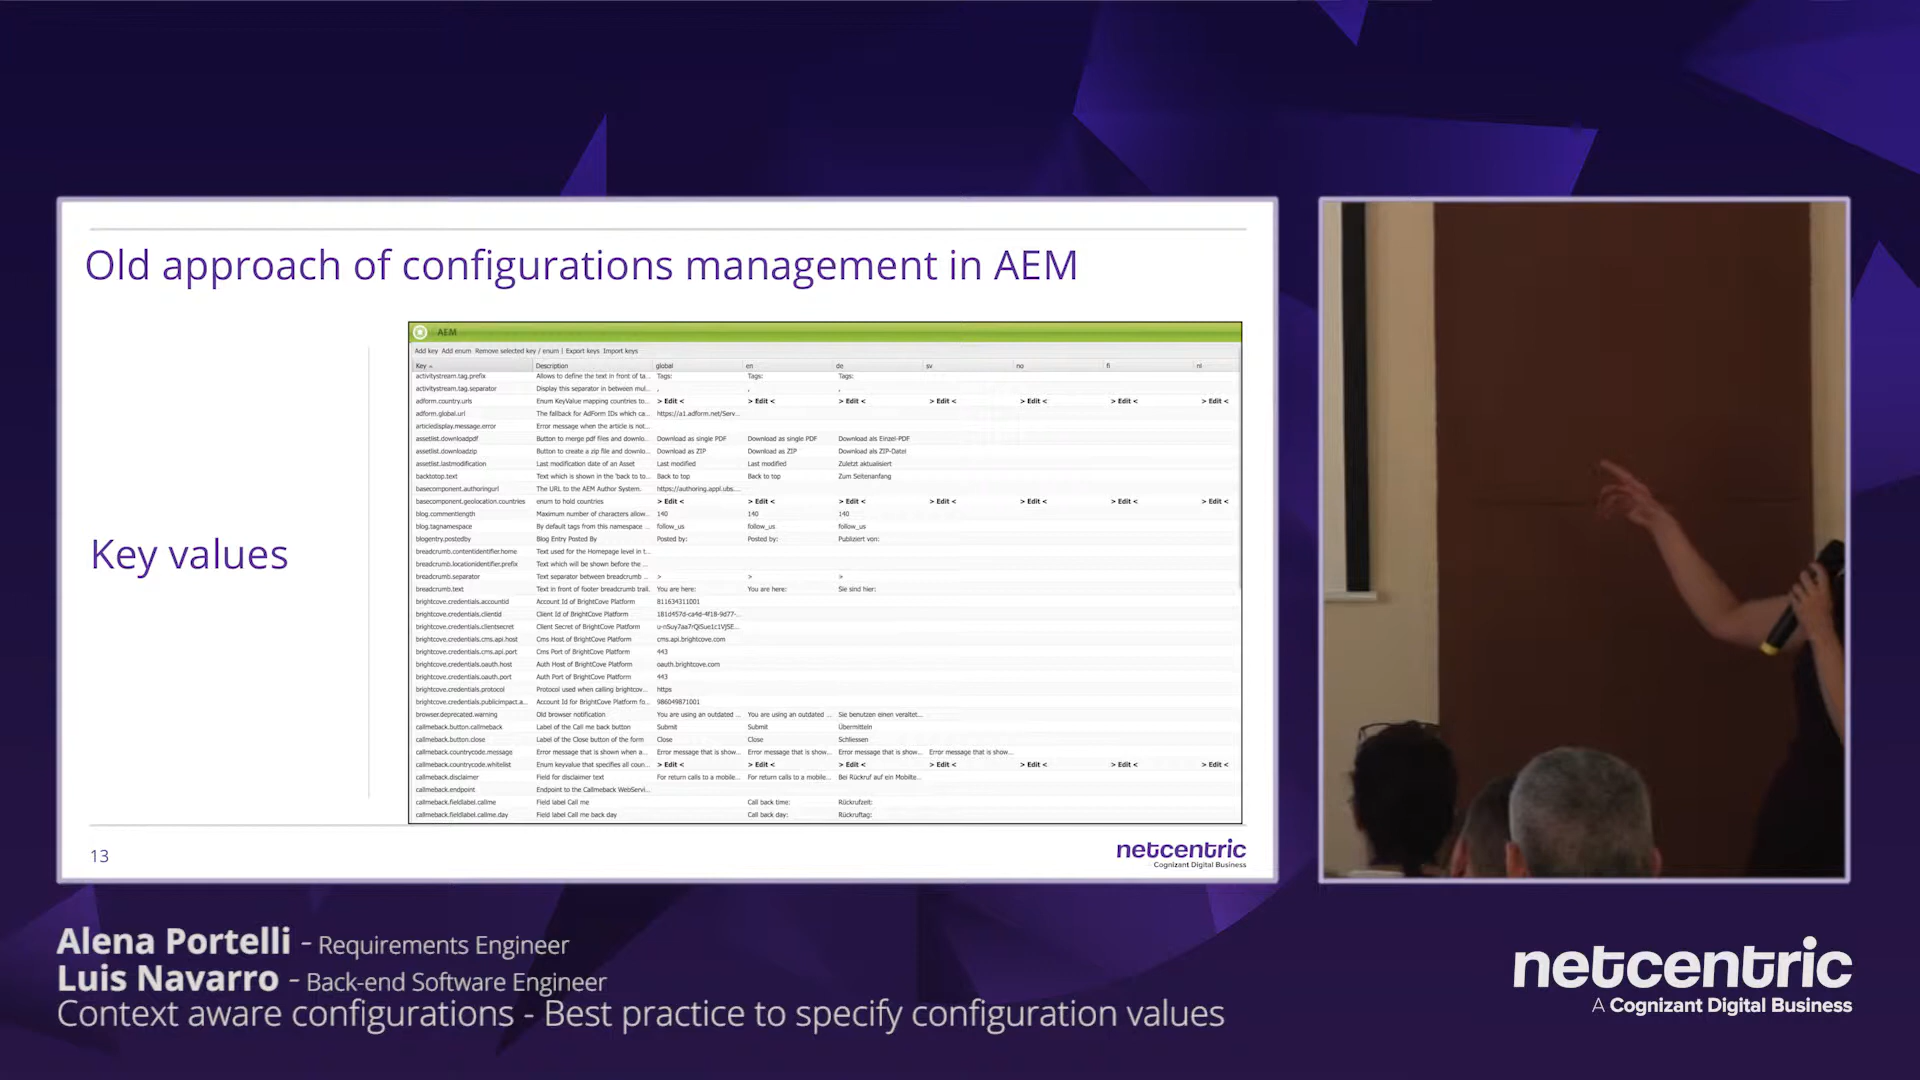 Old approach of configurations management in AEM
Key values
AEM
Add key Add enum Remove selected key / enum | Export keys Import keys
Key Description global en de sv no fi nl
activitystream.tag.prefix Allows to define the text in front of ta... Tags: Tags: Tags:
activitystream.tag.separator Display this separator in between mul... , , ,
adform.country.urls Enum KeyValue mapping countries to... > Edit < > Edit < > Edit < > Edit < > Edit < > Edit < > Edit <
adform.global.url The fallback for AdForm IDs which ca... https://a1.adform.net/Serv...
articledisplay.message.error Error message when the article is not...
assetlist.downloadpdf Button to merge pdf files and downlo... Download as single PDF Download as single PDF Download als Einzel-PDF
assetlist.downloadzip Button to create a zip file and downlo... Download as ZIP Download as ZIP Download als ZIP-Datei
assetlist.lastmodification Last modification date of an Asset Last modified Last modified Zuletzt aktualisiert
backtotop.text Text which is shown in the 'back to to... Back to top Back to top Zum Seitenanfang
basecomponent.authoringurl The URL to the AEM Author System. https://authoring.appl.ubs....
basecomponent.geolocation.countries enum to hold countries > Edit < > Edit < > Edit < > Edit < > Edit < > Edit < > Edit <
blog.commentlength Maximum number of characters allow... 140 140 140
blog.tagnamespace By default tags from this namespace ... follow_us follow_us follow_us
blogentry.postedby Blog Entry Posted By Posted by: Posted by: Publiziert von:
breadcrumb.contentidentifier.home Text used for the Homepage level in t...
breadcrumb.locationidentifier.prefix Text which will be shown before the ...
breadcrumb.separator Text separator between breadcrumb ... > > >
breadcrumb.text Text in front of footer breadcrumb trail. You are here: You are here: Sie sind hier:
brightcove.credentials.accountid Account Id of BrightCove Platform 811634311001
brightcove.credentials.clientid Client Id of BrightCove Platform 181d457d-ca4d-4f18-9d77-...
brightcove.credentials.clientsecret Client Secret of BrightCove Platform
brightcove.credentials.cms.api.host Cms Host of BrightCove Platform cms.api.brightcove.com
brightcove.credentials.cms.api.port Cms Port of BrightCove Platform 443
brightcove.credentials.oauth.host Auth Host of BrightCove Platform oauth.brightcove.com
brightcove.credentials.oauth.port Auth Port of BrightCove Platform 443
brightcove.credentials.protocol Protocol used when calling brightcov... https
brightcove.credentials.publicimpact.a... Account Id for BrightCove Platform fo... 986049871001
browser.deprecated.warning Old browser notification You are using an outdated ... You are using an outdated ... Sie benutzen einen veraltet...
callmeback.button.callmeback Label of the Call me back button Submit Submit Übermitteln
callmeback.button.close Label of the Close button of the form Close Close Schliessen
callmeback.countrycode.message Error message that is shown when a... Error message that is show... Error message that is show... Error message that is show... Error message that is show...
callmeback.countrycode.whitelist Enum keyvalue that specifies all coun... > Edit < > Edit < > Edit < > Edit < > Edit < > Edit < > Edit <
callmeback.disclaimer Field for disclaimer text For return calls to a mobile... For return calls to a mobile... Bei Rückruf auf ein Mobilte...
callmeback.endpoint Endpoint to the Callmeback WebServi...
callmeback.fieldlabel.callme Field label Call me Call back time: Rückrufzeit:
callmeback.fieldlabel.callme.day Field label Call me back day Call back day: Rückruftag:
13
netcentric
Cognizant Digital Business
Alena Portelli - Requirements Engineer
Luis Navarro - Back-end Software Engineer
Context aware configurations - Best practice to specify configuration values
netcentric
A Cognizant Digital Business